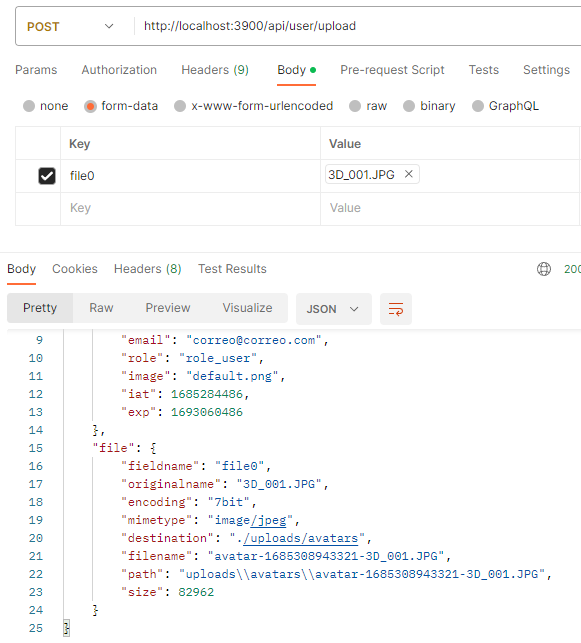 POST http://localhost:3900/api/user/upload
Params Authorization Headers (9) Body Pre-request Script Tests Settings
none form-data x-www-form-urlencoded raw binary GraphQL
Key Value
file0 3D_001.JPG
Key Value
Body Cookies Headers (8) Test Results 200
Pretty Raw Preview Visualize JSON
9 "email": "correo@correo.com",
10 "role": "role_user",
11 "image": "default.png",
12 "iat": 1685284486,
13 "exp": 1693060486
14 },
15 "file": {
16 "fieldname": "file0",
17 "originalname": "3D_001.JPG",
18 "encoding": "7bit",
19 "mimetype": "image/jpeg",
20 "destination": "./uploads/avatars",
21 "filename": "avatar-1685308943321-3D_001.JPG",
22 "path": "uploads\\avatars\\avatar-1685308943321-3D_001.JPG",
23 "size": 82962
24 }
25 }